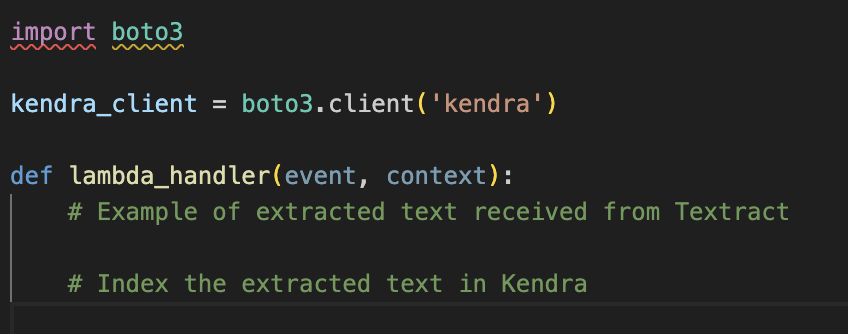 import boto3
kendra_client = boto3.client('kendra')
def lambda_handler(event, context):
# Example of extracted text received from Textract
# Index the extracted text in Kendra